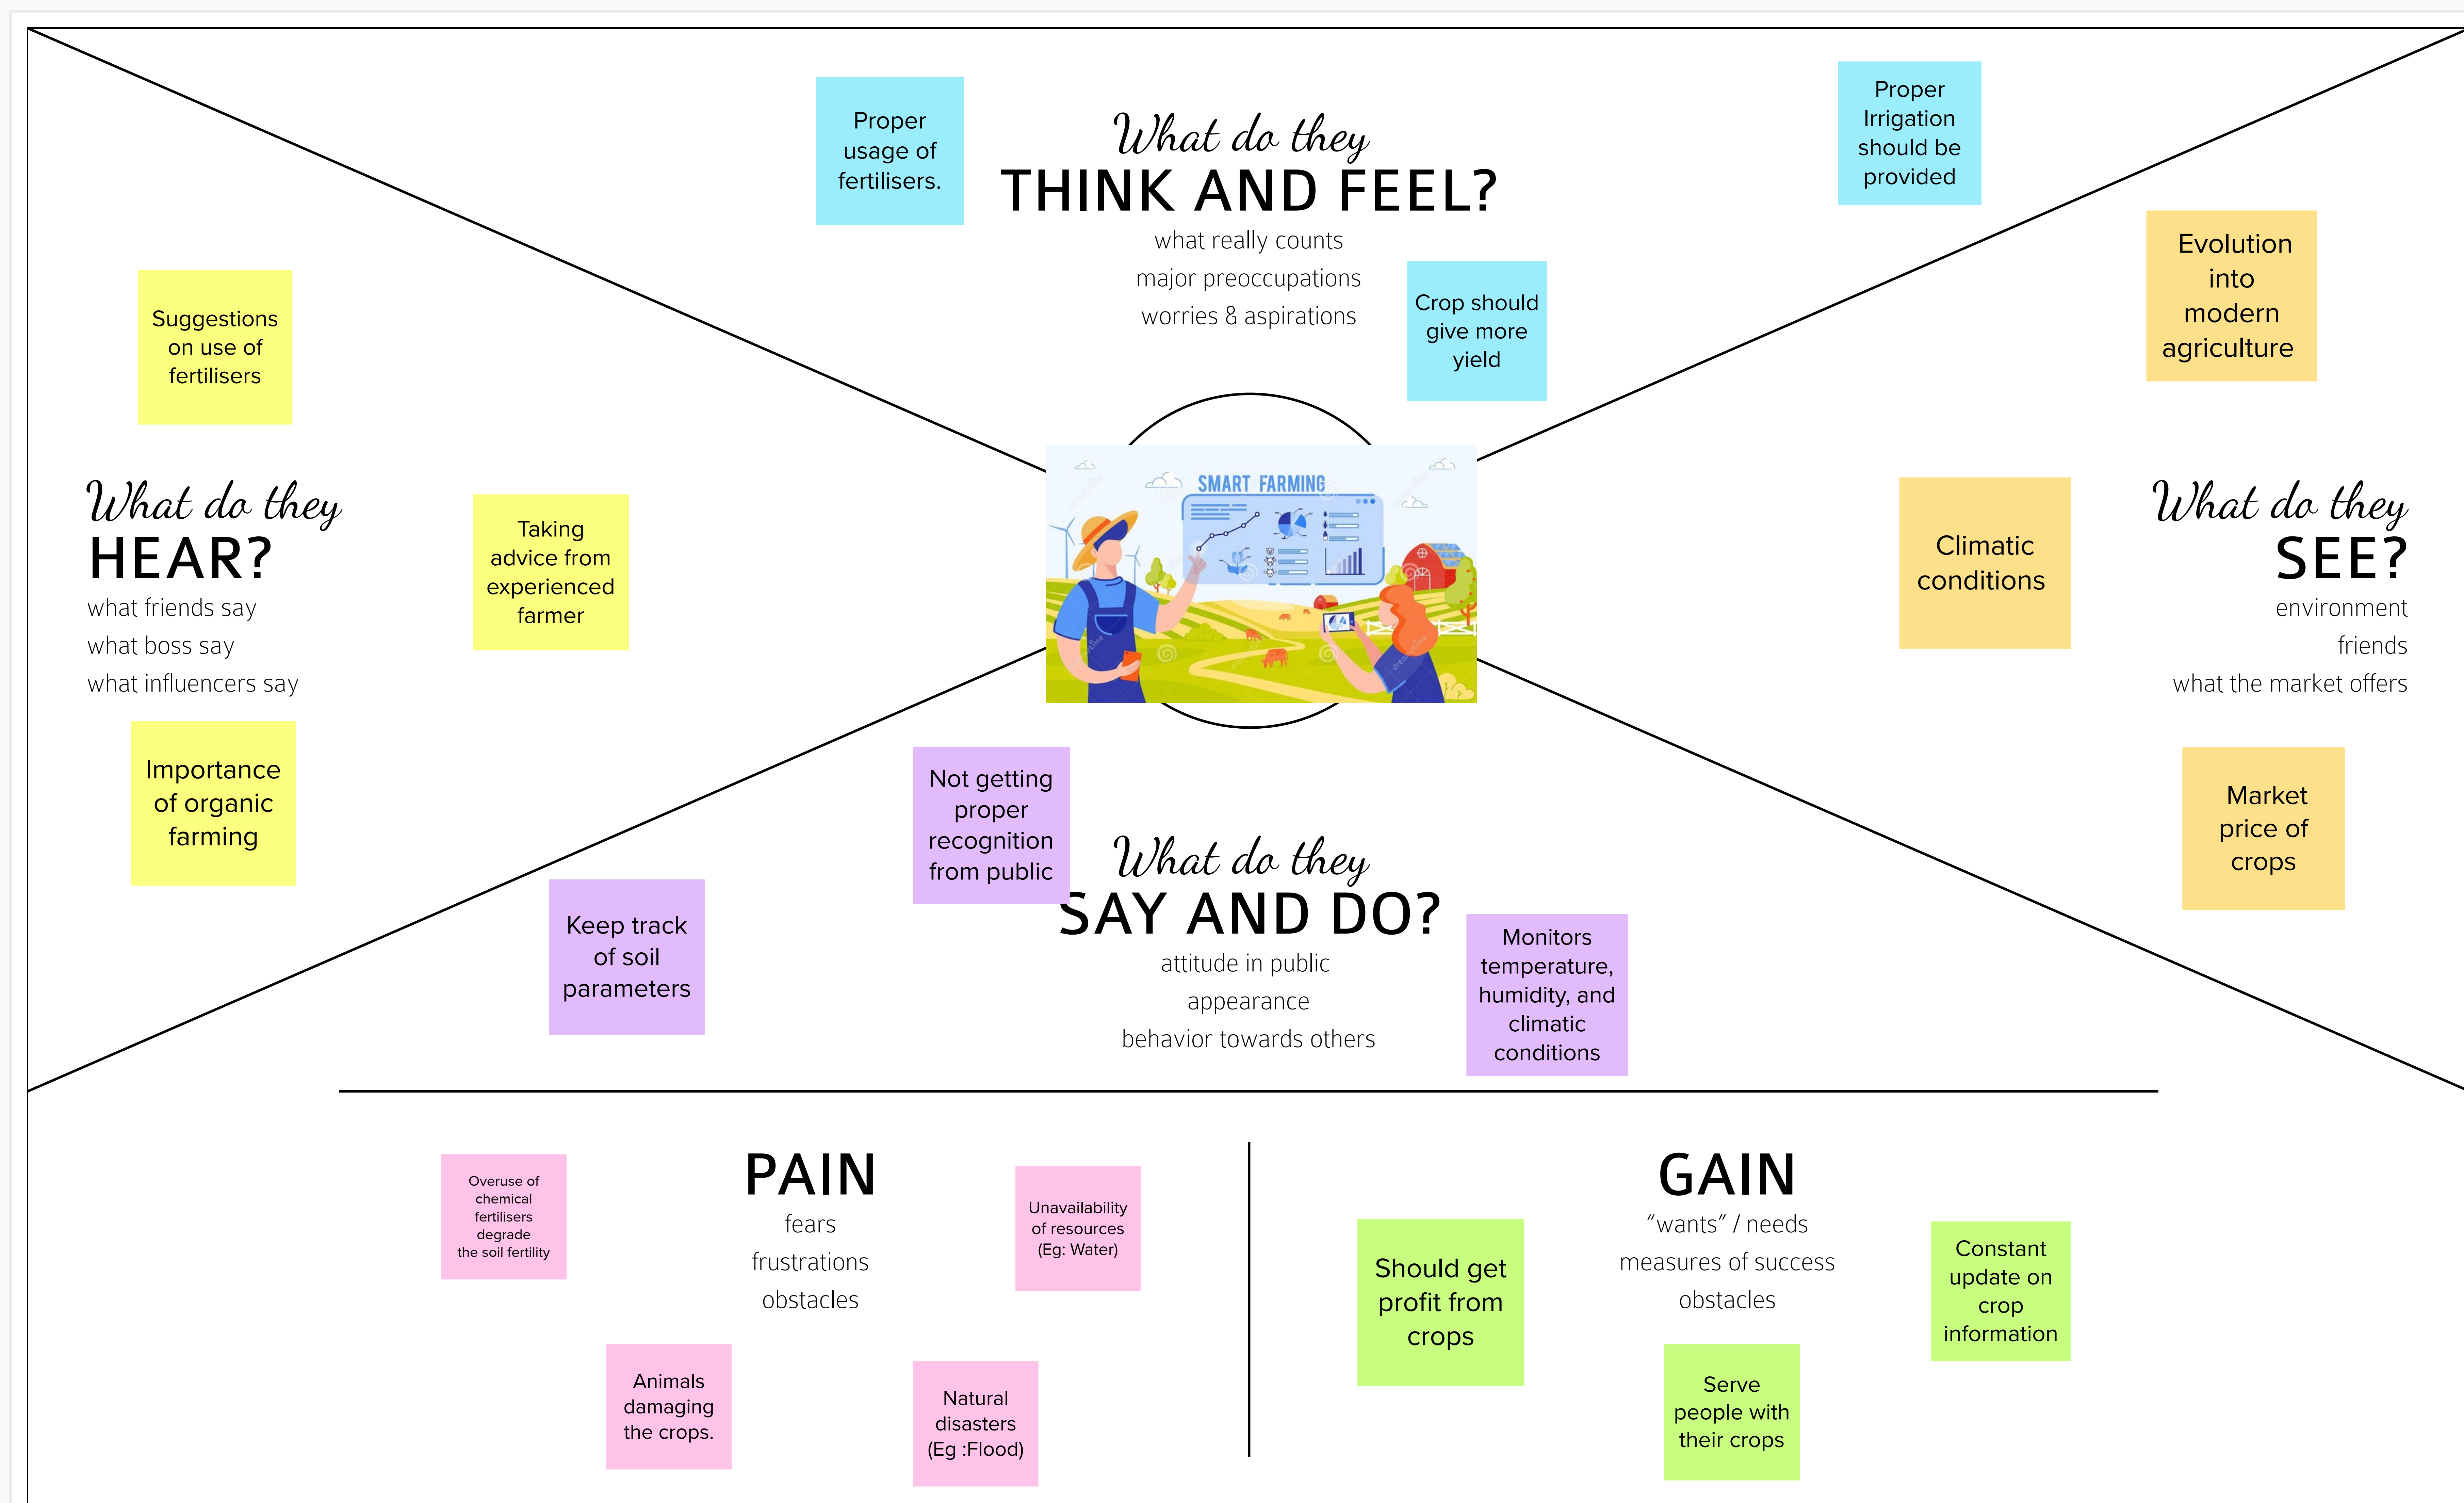 Proper
usage of
fertilisers.
What do they
THINK AND FEEL?
what really counts
major preoccupations
worries & aspirations
Crop should
give more
yield
Proper
Irrigation
should be
provided
Suggestions
on use of
fertilisers
What do they
HEAR?
what friends say
what boss say
what influencers say
Taking
advice from
experienced
farmer
Importance
of organic
farming
SMART FARMING
Evolution
into
modern
agriculture
Climatic
conditions
What do they
SEE?
environment
friends
what the market offers
Market
price of
crops
Not getting
proper
recognition
from public
Keep track
of soil
parameters
What do they
SAY AND DO?
attitude in public
appearance
behavior towards others
Monitors
temperature,
humidity, and
climatic
conditions
Overuse of
chemical
fertilisers
degrade
the soil fertility
PAIN
fears
frustrations
obstacles
Unavailability
of resources
(Eg: Water)
Animals
damaging
the crops.
Natural
disasters
(Eg :Flood)
Should get
profit from
crops
GAIN
“wants” / needs
measures of success
obstacles
Constant
update on
crop
information
Serve
people with
their crops